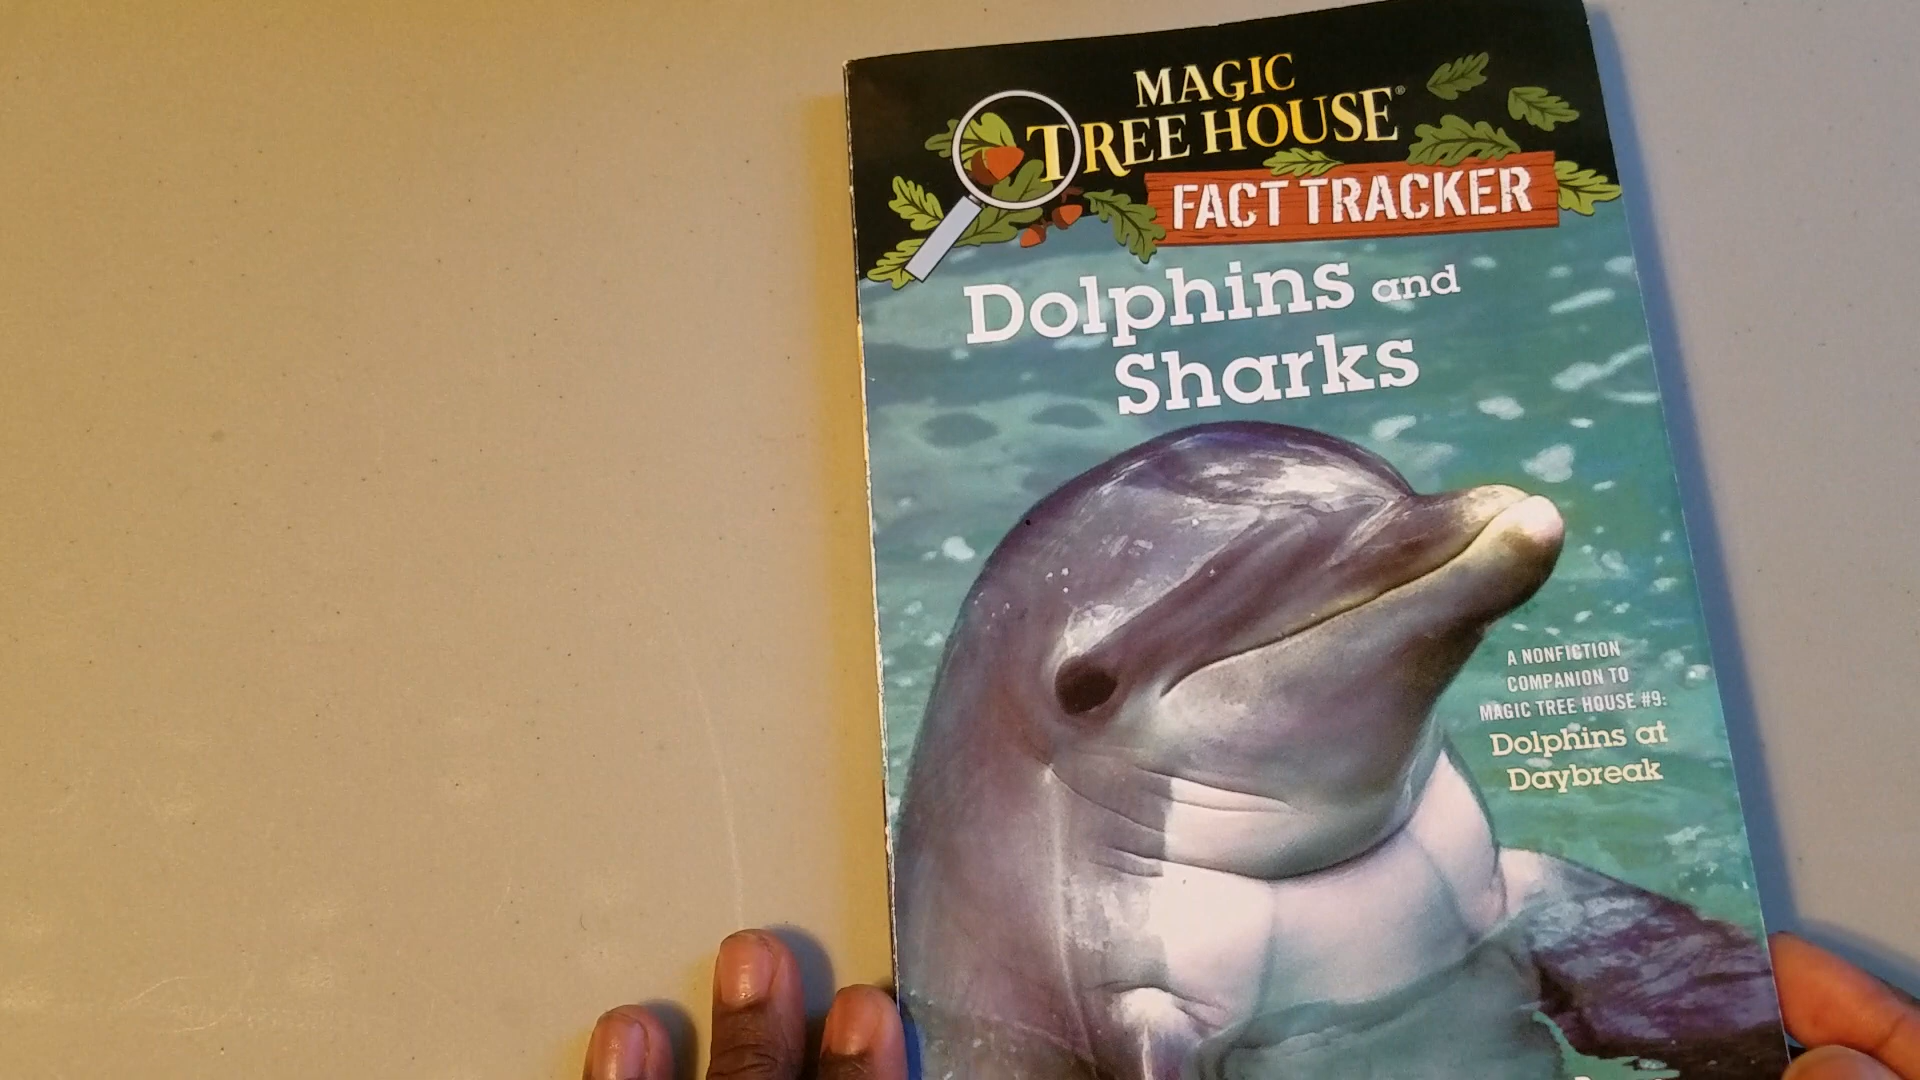 MAGIC
TREE HOUSE®
FACT TRACKER
Dolphins and
Sharks
A NONFICTION
COMPANION TO
MAGIC TREE HOUSE #9:
Dolphins at
Daybreak